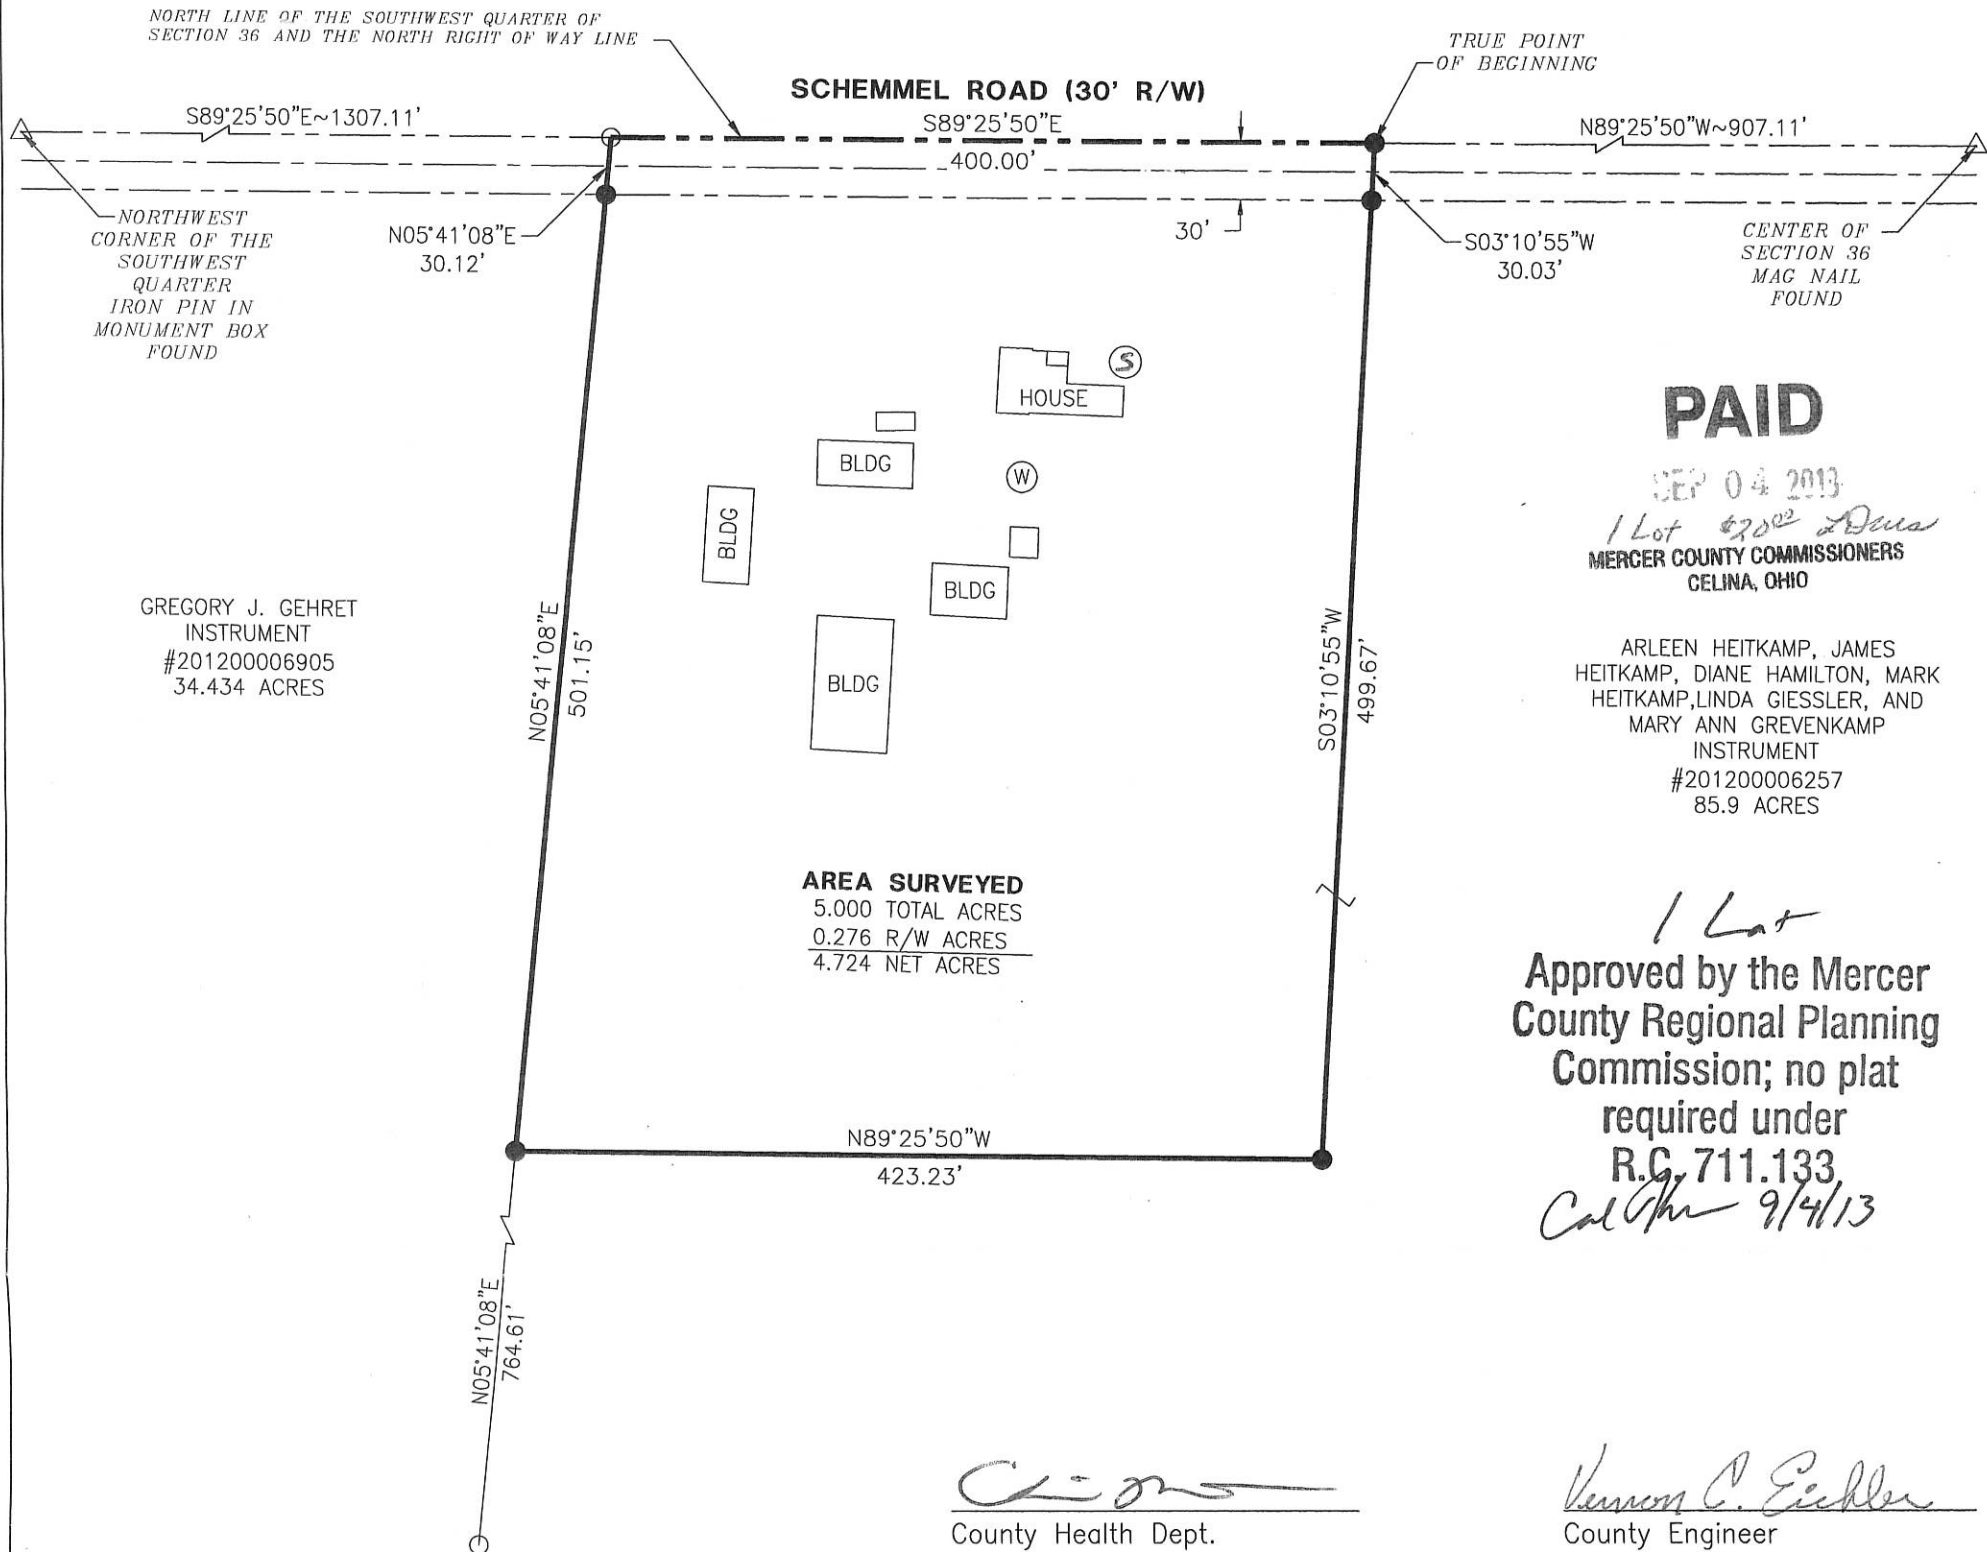 NORTH LINE OF THE SOUTHWEST QUARTER OF
SECTION 36 AND THE NORTH RIGHT OF WAY LINE
TRUE POINT
OF BEGINNING
SCHEMMEL ROAD (30' R/W)
S89°25'50"E~1307.11'
S89°25'50"E
400.00'
N89°25'50"W~907.11'
NORTHWEST
CORNER OF THE
SOUTHWEST
QUARTER
IRON PIN IN
MONUMENT BOX
FOUND
N05°41'08"E
30.12'
30'
S03°10'55"W
30.03'
CENTER OF
SECTION 36
MAG NAIL
FOUND
S
HOUSE
BLDG
W
BLDG
BLDG
BLDG
PAID
SEP 04 2013
1 Lot $20.00
MERCER COUNTY COMMISSIONERS
CELINA, OHIO
GREGORY J. GEHRET
INSTRUMENT
#201200006905
34.434 ACRES
N05°41'08"E
501.15'
S03°10'55"W
499.67'
ARLEEN HEITKAMP, JAMES
HEITKAMP, DIANE HAMILTON, MARK
HEITKAMP,LINDA GIESSLER, AND
MARY ANN GREVENKAMP
INSTRUMENT
#201200006257
85.9 ACRES
AREA SURVEYED
5.000 TOTAL ACRES
0.276 R/W ACRES
4.724 NET ACRES
1 Lot
Approved by the Mercer
County Regional Planning
Commission; no plat
required under
R.C. 711.133
9/4/13
N89°25'50"W
423.23'
N05°41'08"E
764.61'
County Health Dept.
Vernon C. Eichler
County Engineer